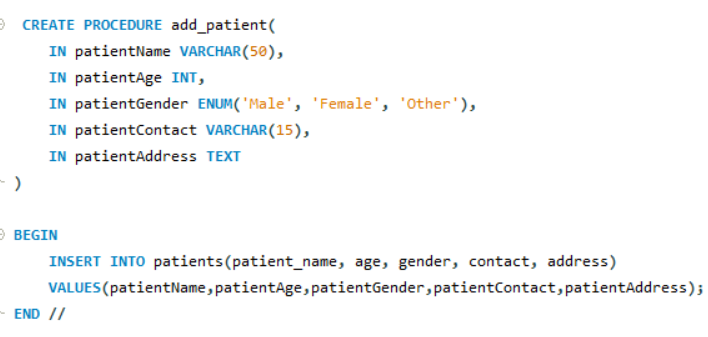 CREATE PROCEDURE add_patient(
IN patientName VARCHAR(50),
IN patientAge INT,
IN patientGender ENUM('Male', 'Female', 'Other'),
IN patientContact VARCHAR(15),
IN patientAddress TEXT
)
BEGIN
INSERT INTO patients(patient_name, age, gender, contact, address)
VALUES(patientName,patientAge,patientGender,patientContact,patientAddress);
END //